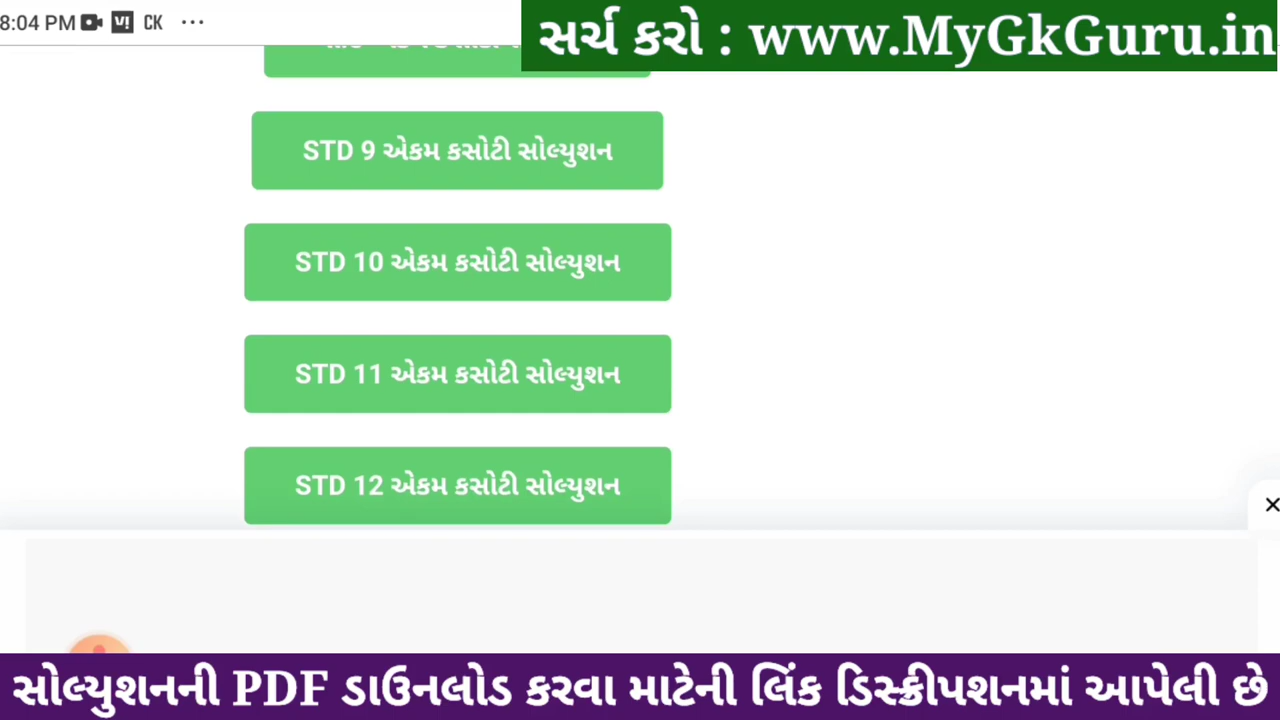 8:04 PM V! CK ...
સર્ચ કરો : www.MyGkGuru.in
STD 9 એકમ કસોટી સોલ્યુશન
STD 10 એકમ કસોટી સોલ્યુશન
STD 11 એકમ કસોટી સોલ્યુશન
STD 12 એકમ કસોટી સોલ્યુશન
સોલ્યુશનની PDF ડાઉનલોડ કરવા માટેની લિંક ડિસ્ક્રીપશનમાં આપેલી છે